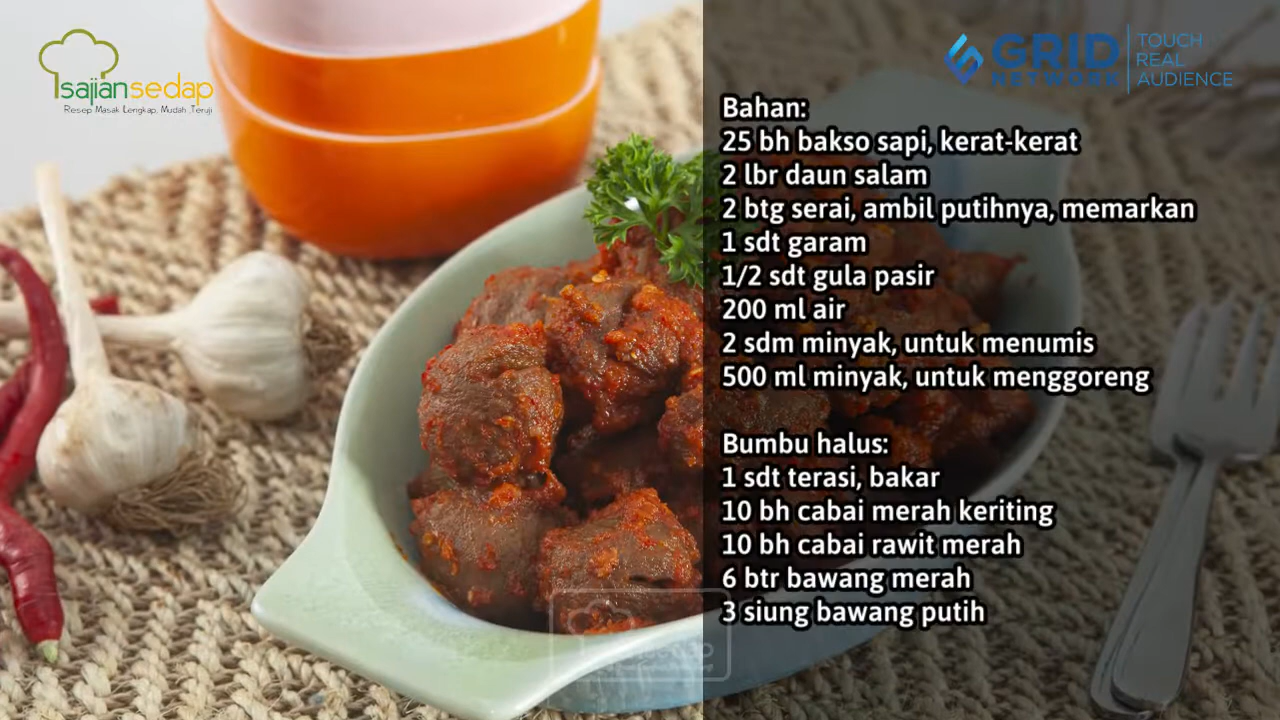 sajiansedap
Resep Masak Lengkap, Mudah Teruji
GRID
NETWORK
TOUCH
REAL
AUDIENCE
Bahan:
25 bh bakso sapi, kerat-kerat
2 lbr daun salam
2 btg serai, ambil putihnya, memarkan
1 sdt garam
1/2 sdt gula pasir
200 ml air
2 sdm minyak, untuk menumis
500 ml minyak, untuk menggoreng
Bumbu halus:
1 sdt terasi, bakar
10 bh cabai merah keriting
10 bh cabai rawit merah
6 btr bawang merah
3 siung bawang putih